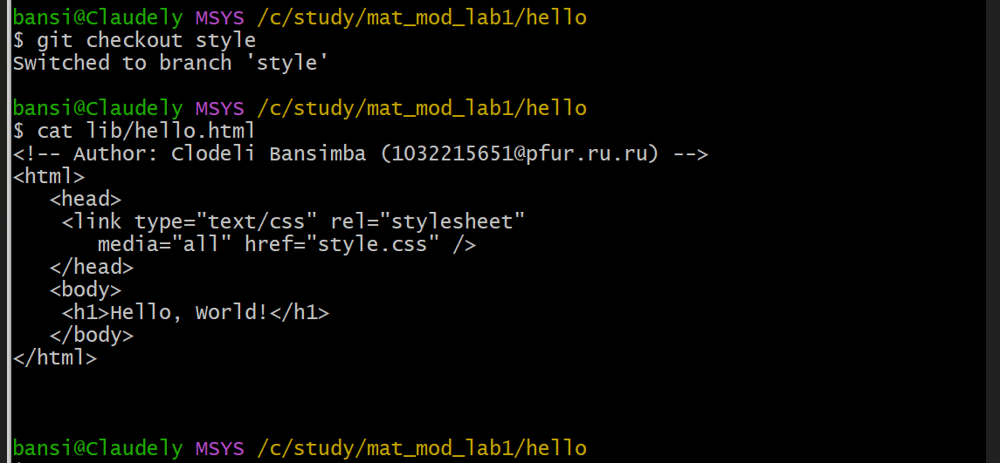 bansi@Claudely MSYS /c/study/mat_mod_lab1/hello
$ git checkout style
Switched to branch 'style'
bansi@Claudely MSYS /c/study/mat_mod_lab1/hello
$ cat lib/hello.html
<!-- Author: Clodeli Bansimba (1032215651@pfur.ru.ru) -->
<html>
   <head>
    <link type="text/css" rel="stylesheet"
       media="all" href="style.css" />
   </head>
   <body>
    <h1>Hello, World!</h1>
   </body>
</html>
bansi@Claudely MSYS /c/study/mat_mod_lab1/hello